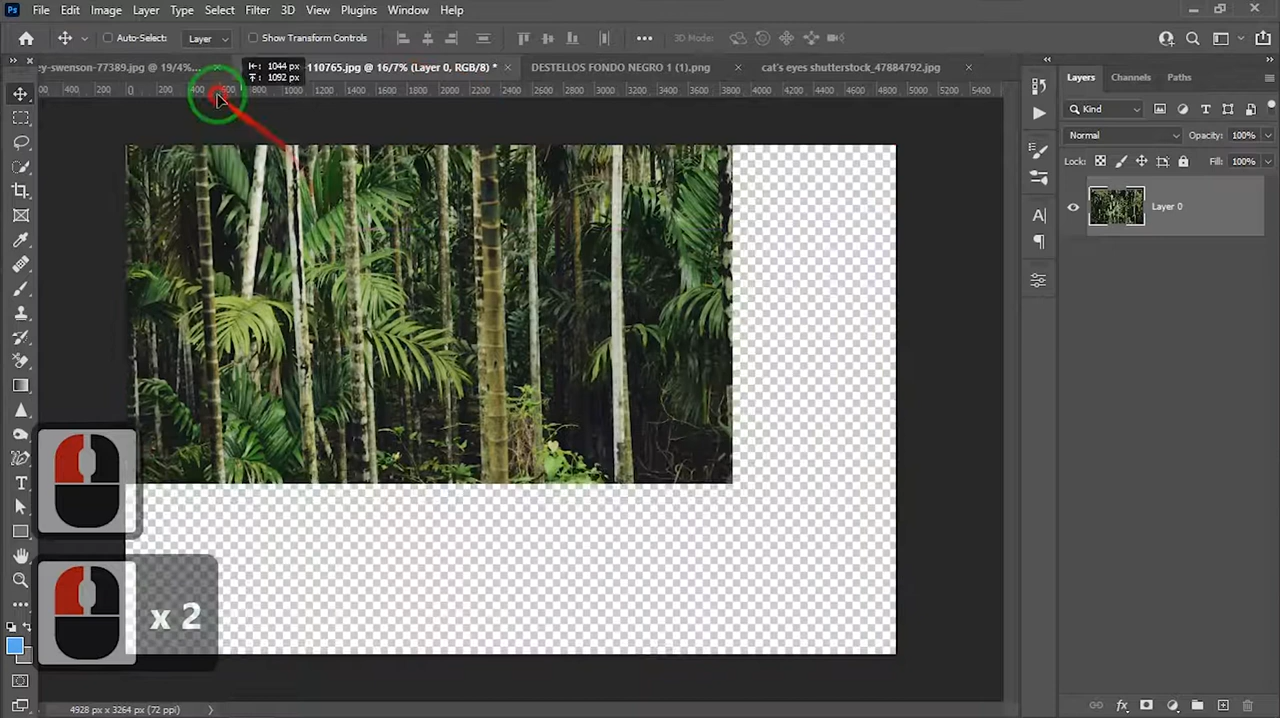 Ps File Edit Image Layer Type Select Filter 3D View Plugins Window Help
Auto-Select: Layer Show Transform Controls 3D Mode:
ey-swenson-77389.jpg @ 19/4%... × 110765.jpg @ 16/7% (Layer 0, RGB/8) * × DESTELLOS FONDO NEGRO 1 (1).png × cat's eyes shutterstock_47884792.jpg ×
H: 1044 px
T: 1092 px
400 200 0 200 400 600 800 1000 1200 1400 1600 1800 2000 2200 2400 2600 2800 3000 3200 3400 3600 3800 4000 4200 4400 4600 4800 5000 5200 5400
Layers Channels Paths
Kind
Normal Opacity: 100%
Lock: Fill: 100%
Layer 0
x 2
4928 px x 3264 px (72 ppi)